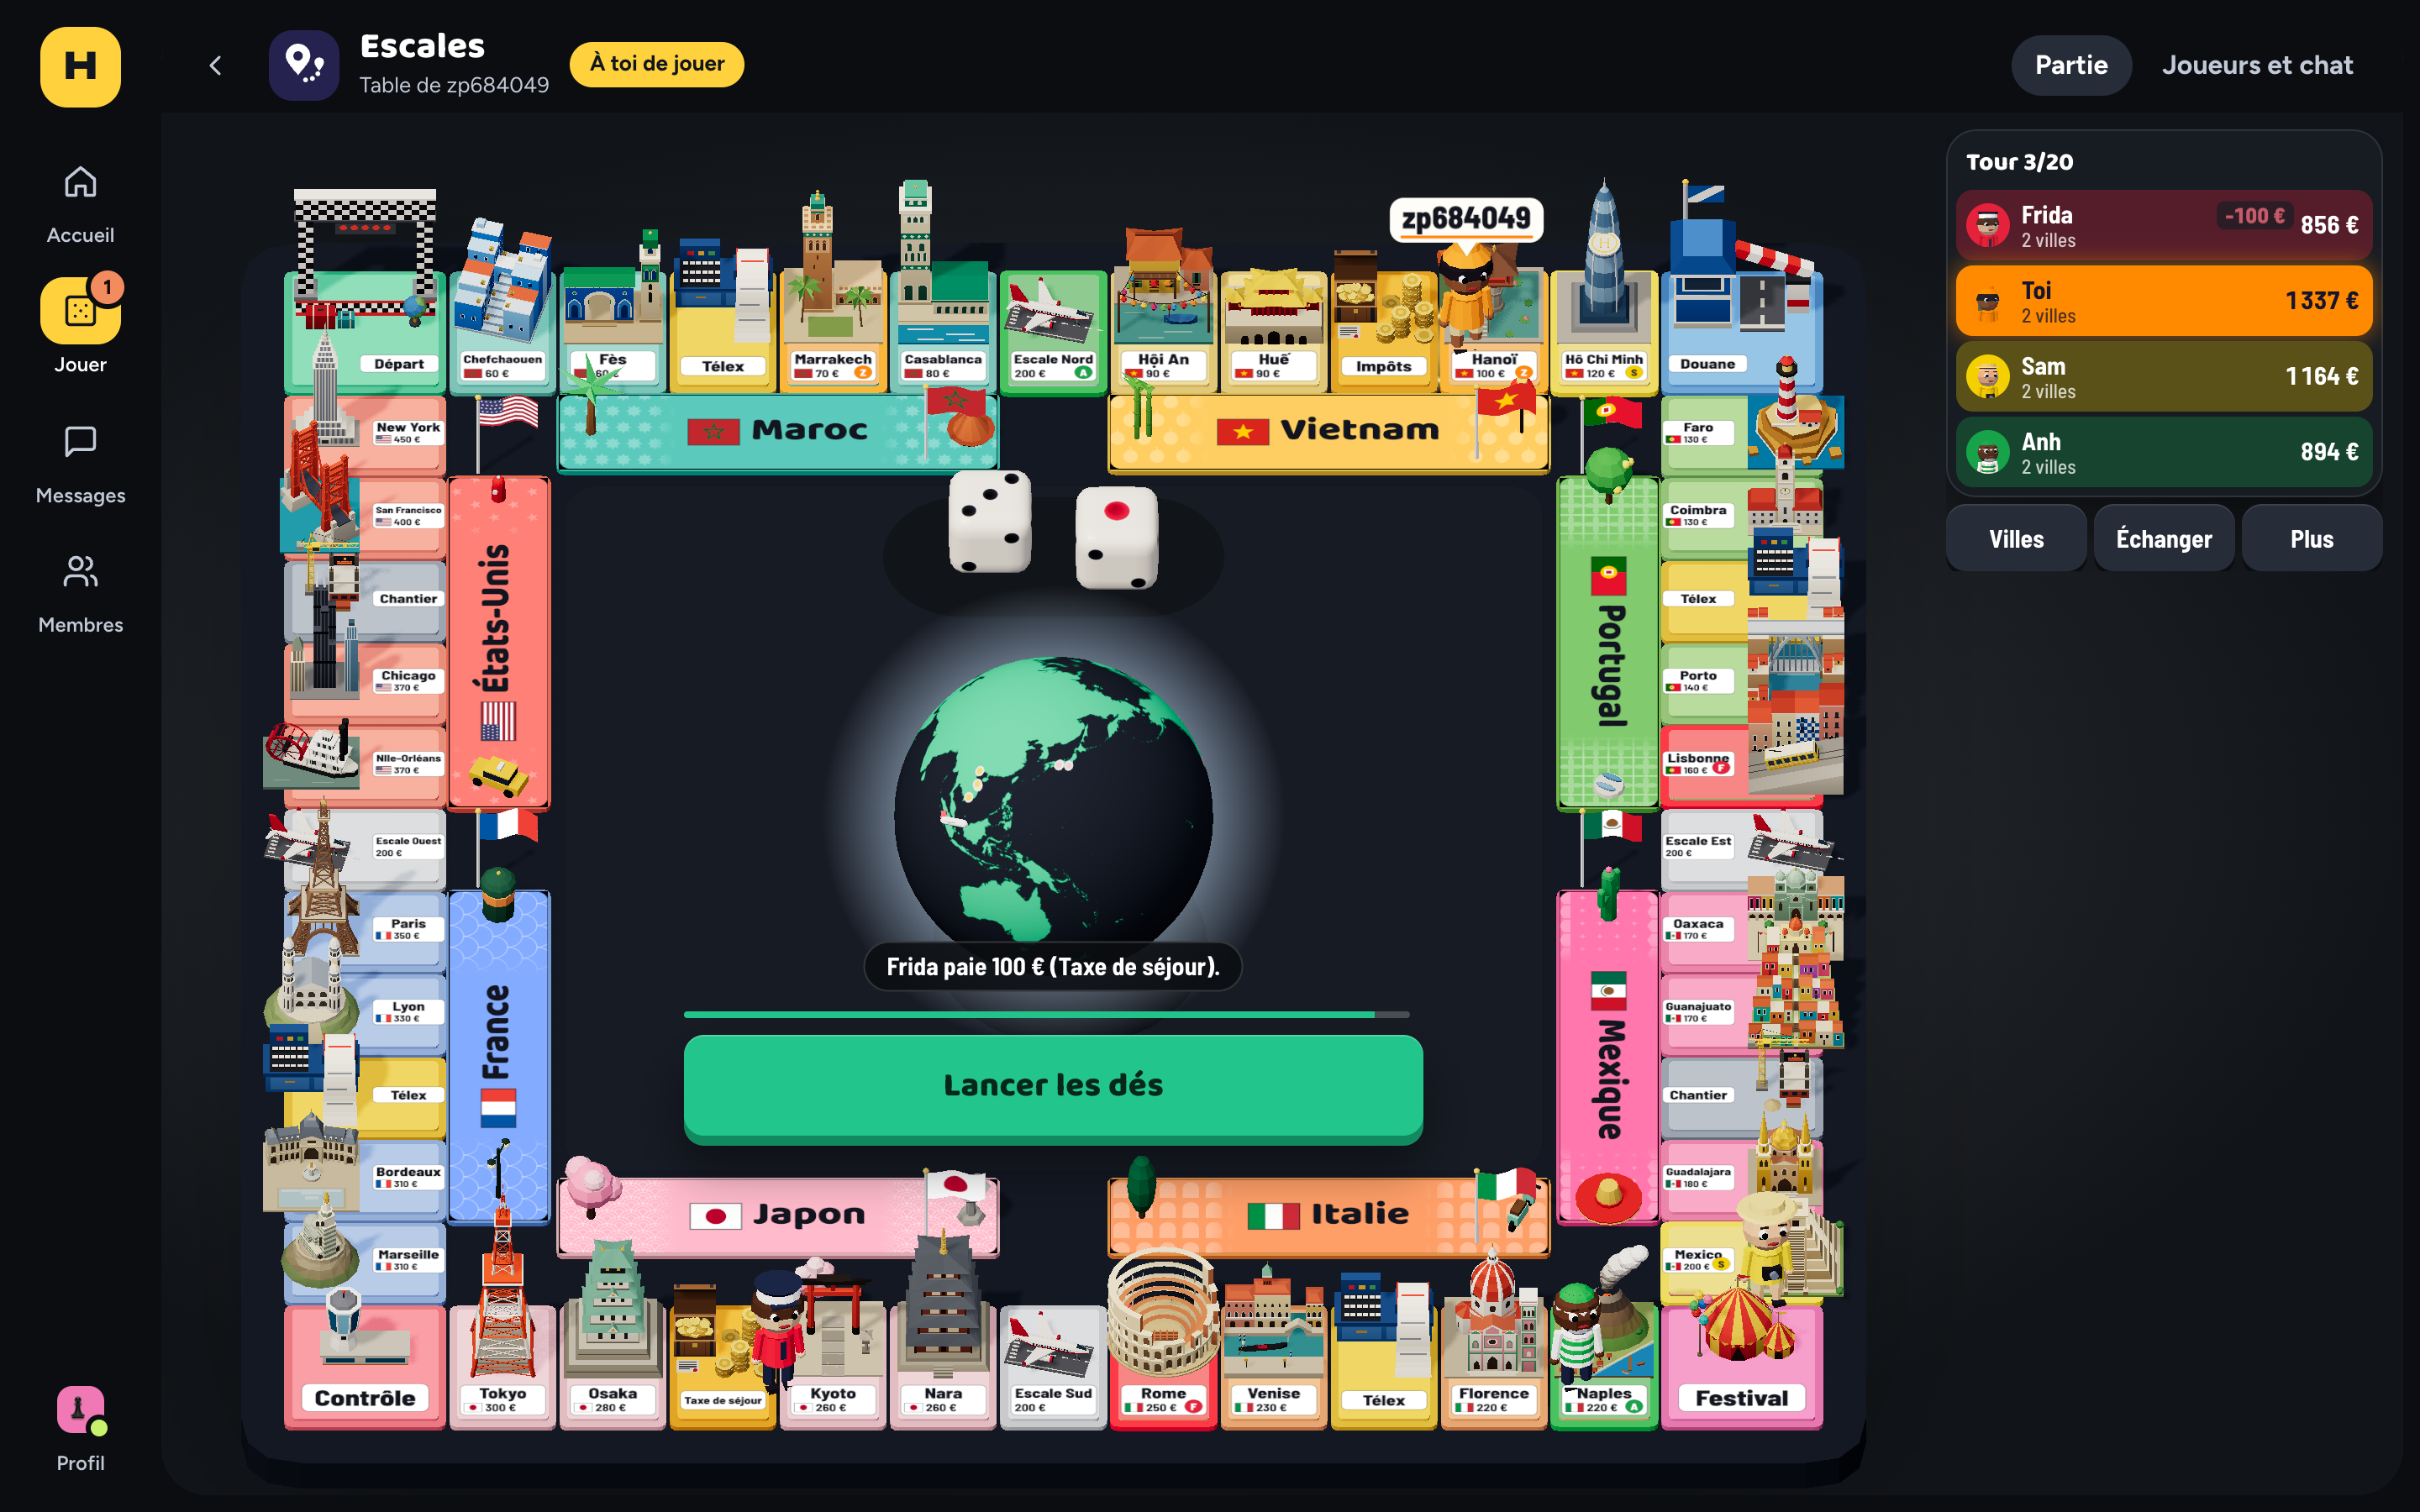 H
Escales
Table de zp684049
À toi de jouer
Partie
Joueurs et chat
Accueil
1
Jouer
Messages
Membres
Profil
Tour 3/20
Frida
2 villes
-100 €
856 €
Toi
2 villes
1 337 €
Sam
2 villes
1 164 €
Anh
2 villes
894 €
Villes
Échanger
Plus
zp684049
Départ
Chefchaouen
60 €
Fès
60 €
Télex
Marrakech
70 € Z
Casablanca
80 €
Escale Nord
200 € A
Hội An
90 €
Huế
90 €
Impôts
Hanoï
100 € Z
Hô Chi Minh
120 € S
H
Douane
Maroc
Vietnam
New York
450 €
San Francisco
400 €
Chantier
Chicago
370 €
Nlle-Orléans
370 €
Escale Ouest
200 €
Paris
350 €
Lyon
330 €
Télex
Bordeaux
310 €
Marseille
310 €
États-Unis
France
Faro
130 €
Coimbra
130 €
Télex
Porto
140 €
Lisbonne
160 € F
Escale Est
200 €
Oaxaca
170 €
Guanajuato
170 €
Chantier
Guadalajara
180 €
Mexico
200 € S
Portugal
Mexique
Frida paie 100 € (Taxe de séjour).
Lancer les dés
Japon
Italie
Contrôle
Tokyo
300 €
Osaka
280 €
Taxe de séjour
Kyoto
260 €
Nara
260 €
Escale Sud
200 €
Rome
250 € F
Venise
230 €
Télex
Florence
220 €
Naples
220 € A
Festival